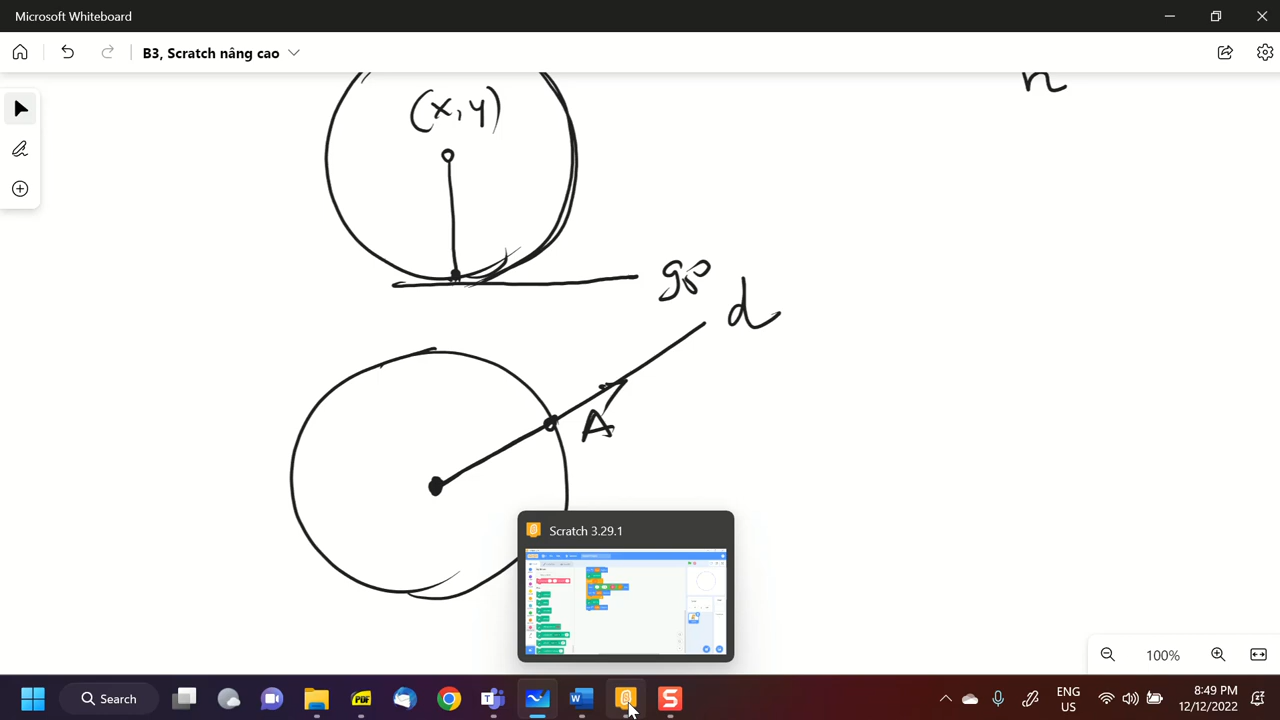 Microsoft Whiteboard
B3, Scratch nâng cao
n
(x,y)
90°
d
A
Scratch 3.29.1
100%
Search
ENG
US
8:49 PM
12/12/2022